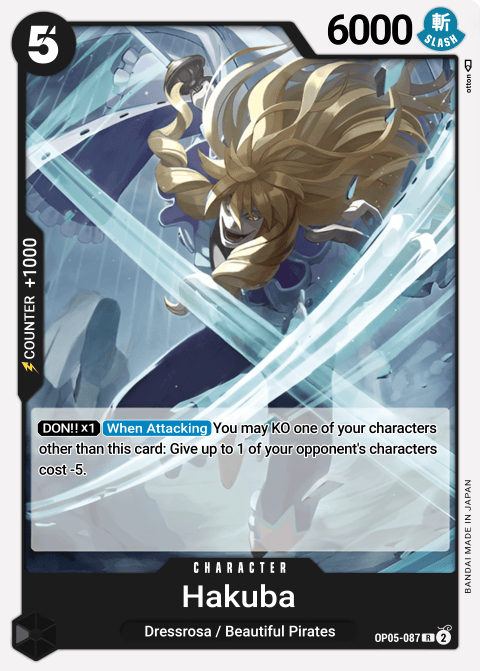 5
6000
斬
SLASH
otton
COUNTER +1000
DON!! ×1 When Attacking You may KO one of your characters
other than this card: Give up to 1 of your opponent's characters
cost -5.
BANDAI MADE IN JAPAN
CHARACTER
Hakuba
Dressrosa / Beautiful Pirates
OP05-087 R 2